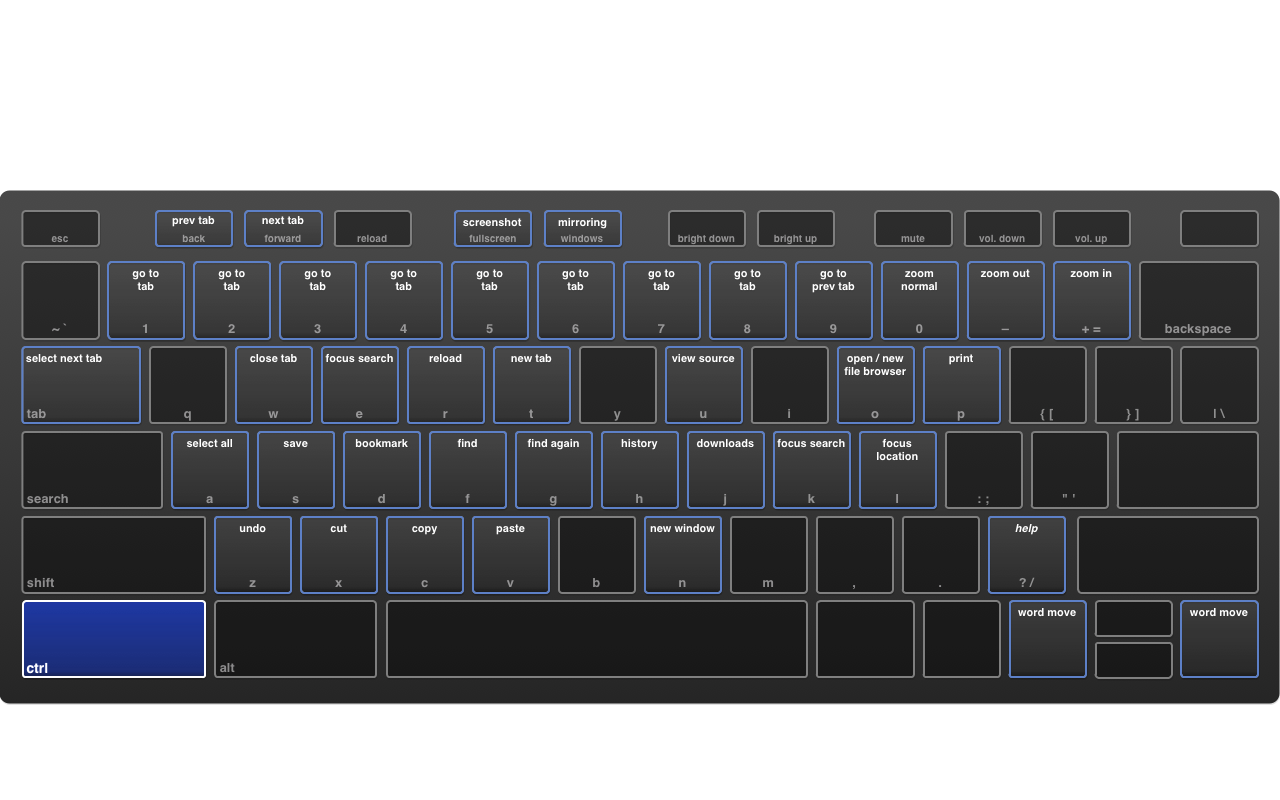 prev tab
next tab
screenshot
mirroring
esc
back
forward
reload
fullscreen
windows
bright down
bright up
mute
vol. down
vol. up
go to
tab
go to
tab
go to
tab
go to
tab
go to
tab
go to
tab
go to
tab
go to
tab
go to
prev tab
zoom
normal
zoom out
zoom in
~ `
1
2
3
4
5
6
7
8
9
0
–
+ =
backspace
select next tab
close tab
focus search
reload
new tab
view source
open / new
file browser
print
tab
q
w
e
r
t
y
u
i
o
p
{ [
} ]
| \
select all
save
bookmark
find
find again
history
downloads
focus search
focus
location
search
a
s
d
f
g
h
j
k
l
: ;
" '
undo
cut
copy
paste
new window
help
shift
z
x
c
v
b
n
m
,
.
? /
word move
word move
ctrl
alt